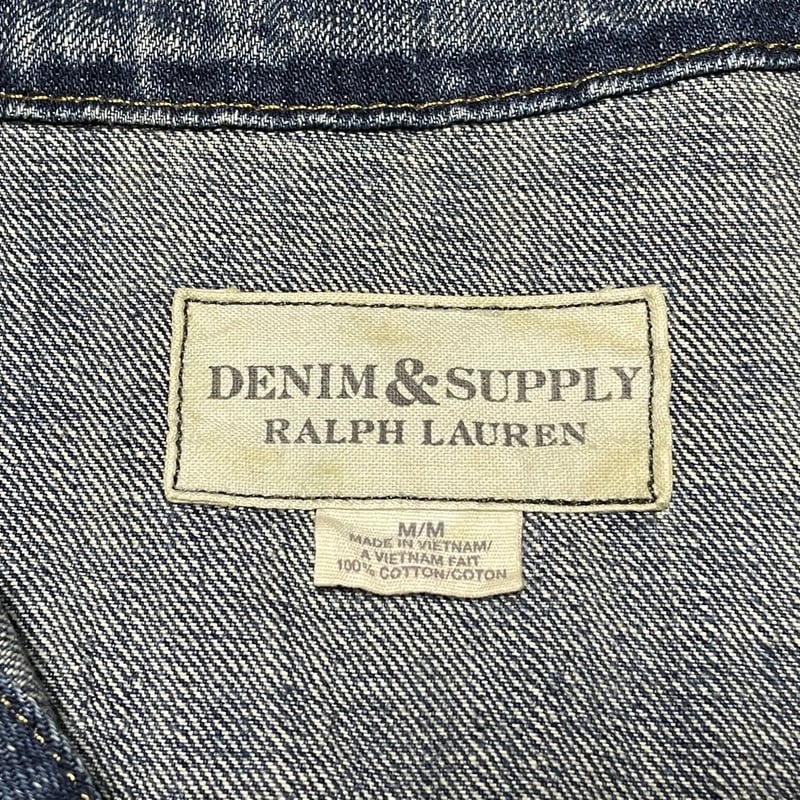 DENIM & SUPPLY
RALPH LAUREN
M/M
MADE IN VIETNAM/
A VIETNAM FAIT
100% COTTON/COTON